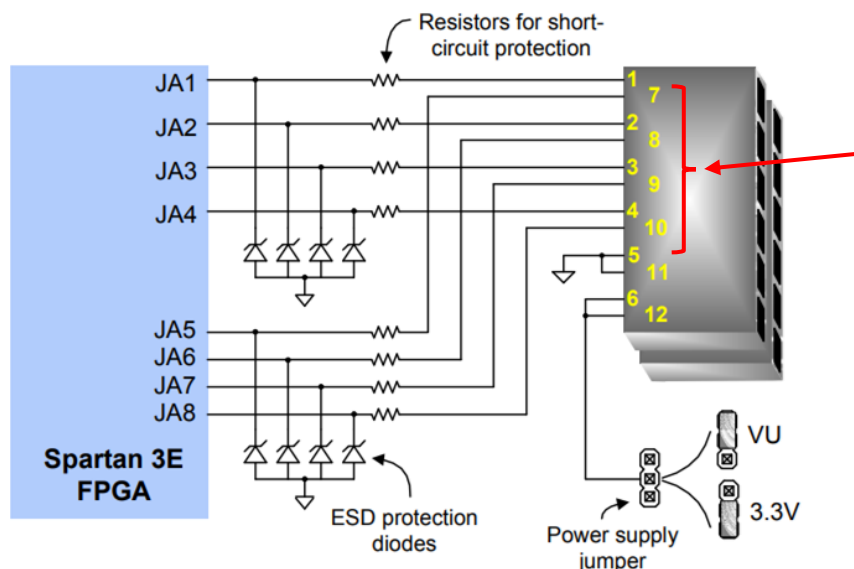 Resistors for short-
circuit protection
JA1
JA2
JA3
JA4
JA5
JA6
JA7
JA8
Spartan 3E
FPGA
1
7
2
8
3
9
4
10
5
11
6
12
ESD protection
diodes
Power supply
jumper
VU
3.3V